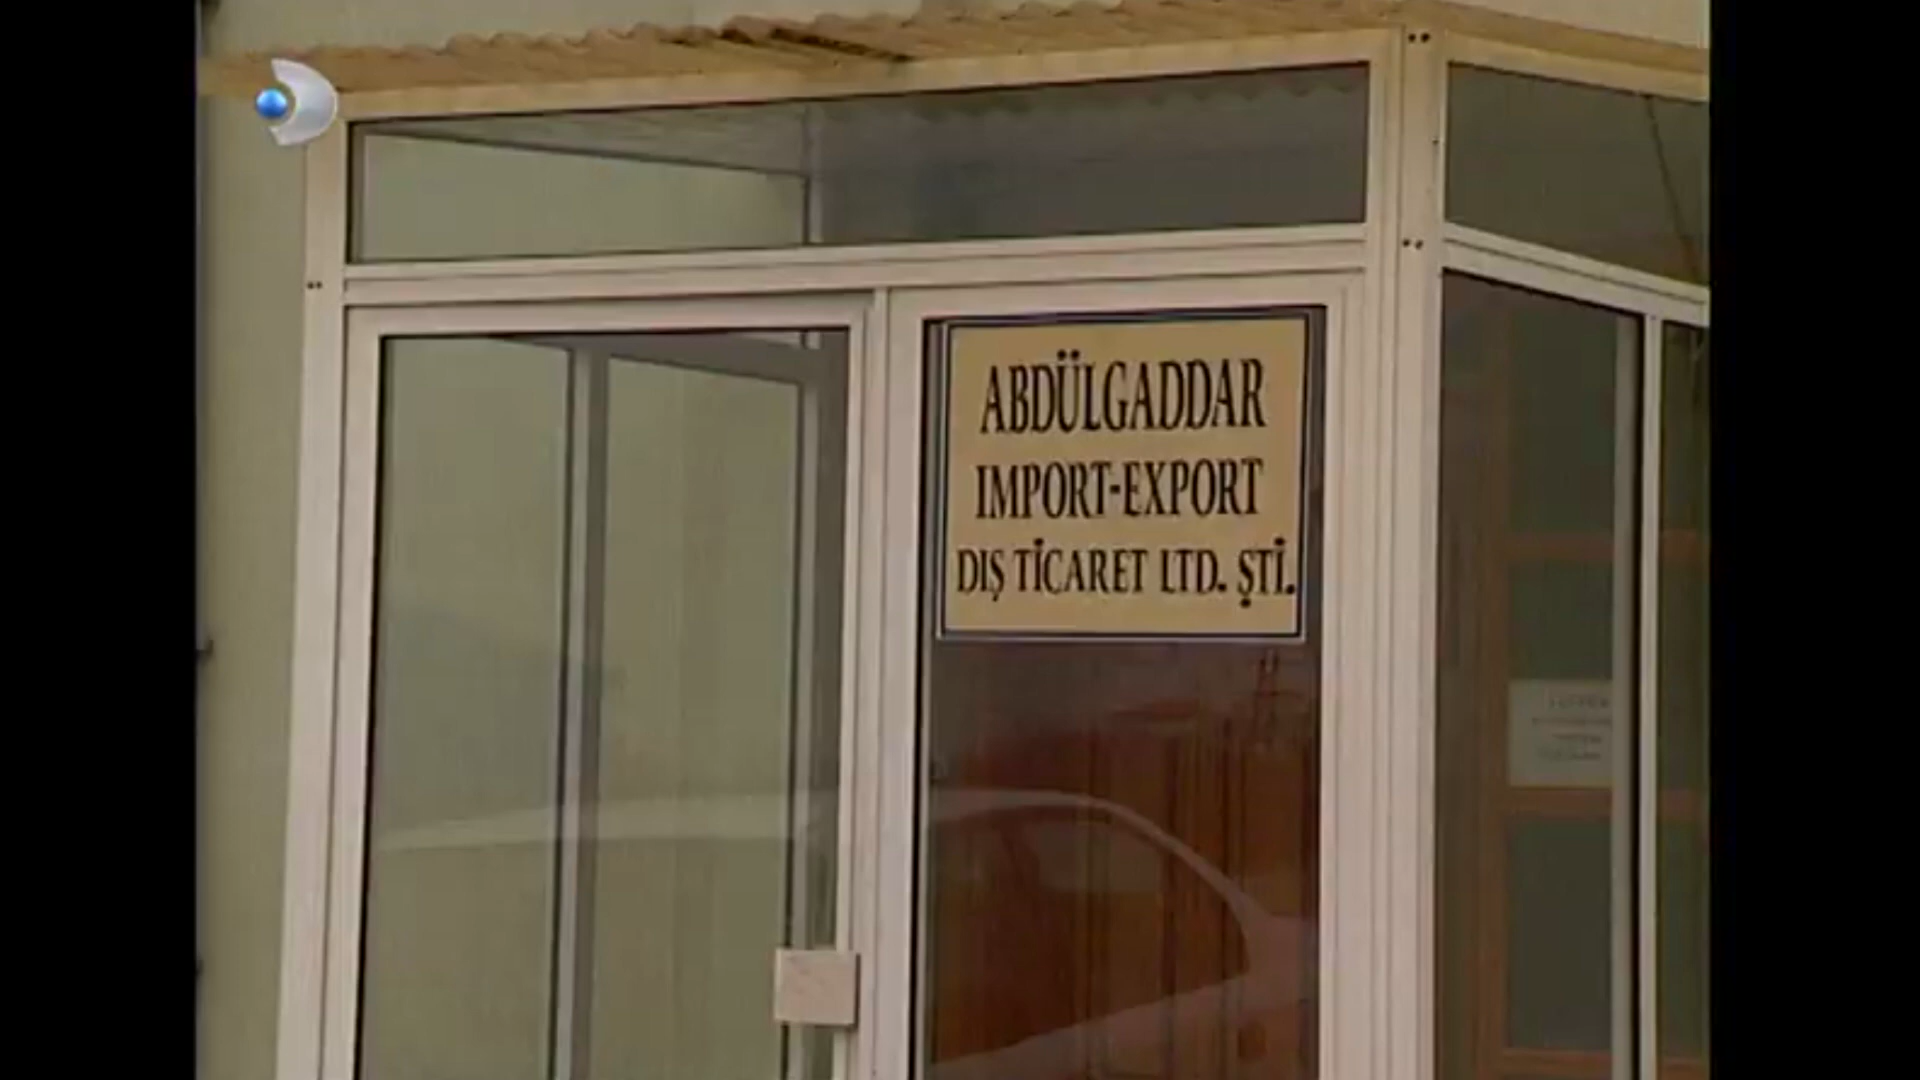 ABDÜLGADDAR
IMPORT-EXPORT
DIŞ TİCARET LTD. ŞTİ.